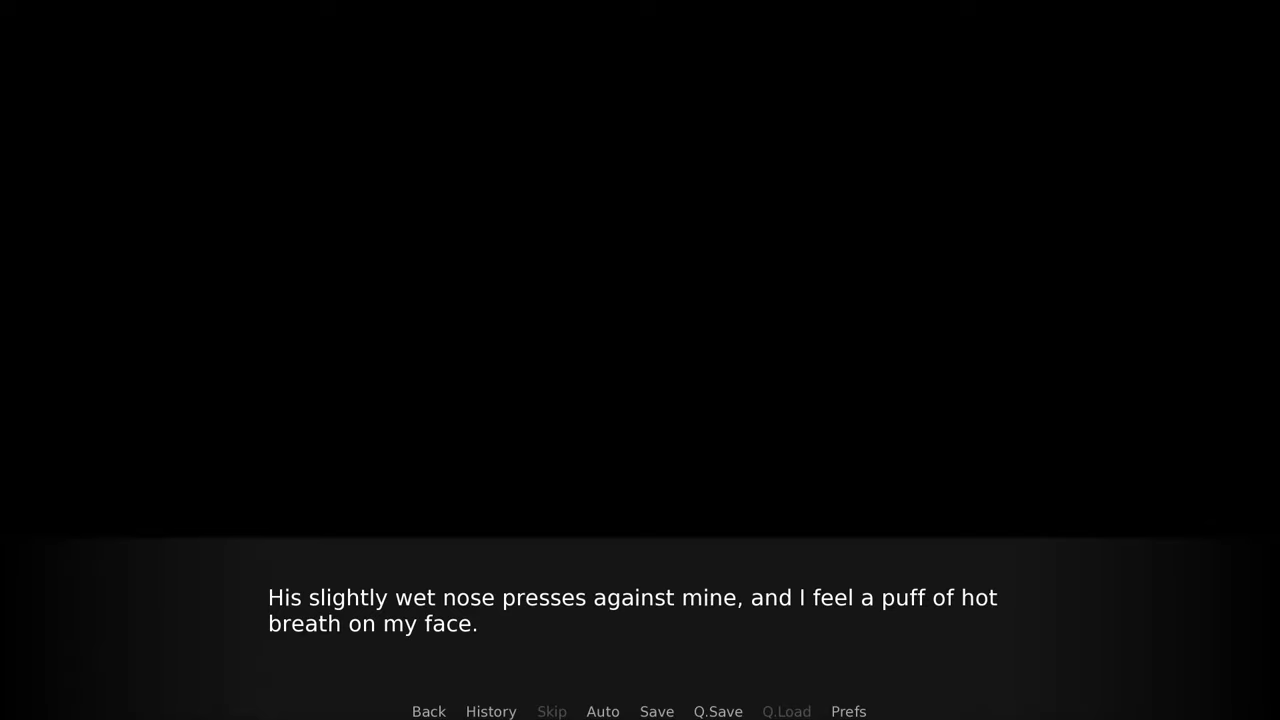 His slightly wet nose presses against mine, and I feel a puff of hot
breath on my face.
Back History Skip Auto Save Q.Save Q.Load Prefs